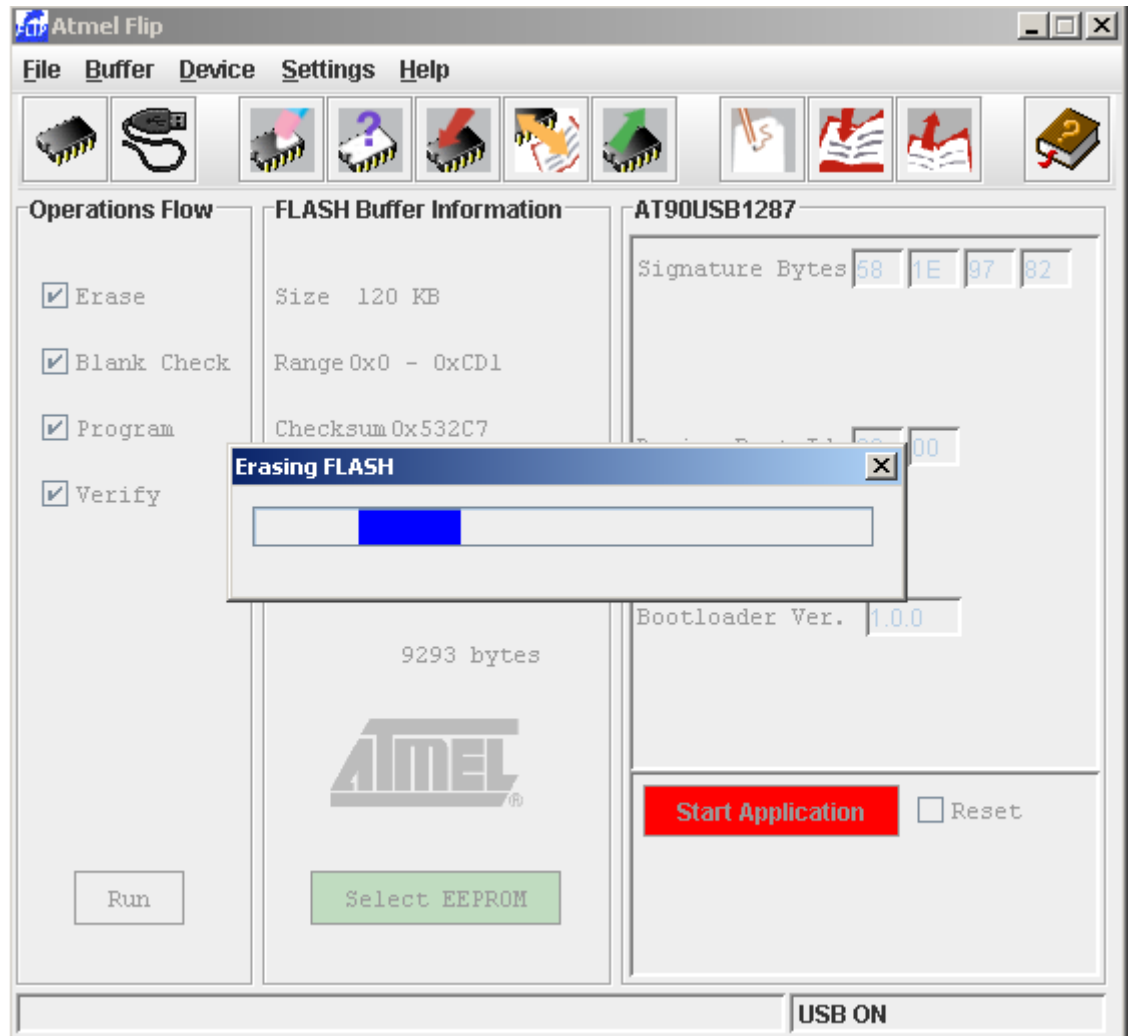 Atmel Flip
File Buffer Device Settings Help
Operations Flow
Erase
Blank Check
Program
Verify
Run
FLASH Buffer Information
Size 120 KB
Range 0x0 - 0xCD1
Checksum 0x532C7
9293 bytes
ATMEL
Select EEPROM
AT90USB1287
Signature Bytes 58 1E 97 82
00
Bootloader Ver. 1.0.0
Start Application Reset
Erasing FLASH
USB ON